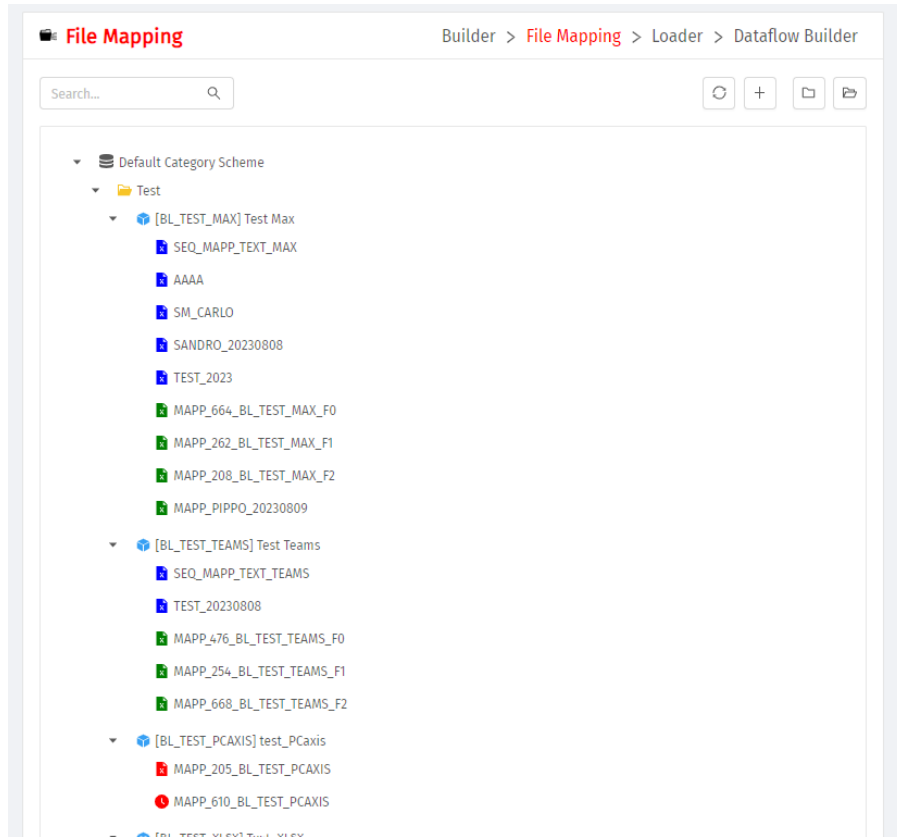 File Mapping
Builder > File Mapping > Loader > Dataflow Builder
Search...
Default Category Scheme
Test
[BL_TEST_MAX] Test Max
SEQ_MAPP_TEXT_MAX
AAAA
SM_CARLO
SANDRO_20230808
TEST_2023
MAPP_664_BL_TEST_MAX_F0
MAPP_262_BL_TEST_MAX_F1
MAPP_208_BL_TEST_MAX_F2
MAPP_PIPPO_20230809
[BL_TEST_TEAMS] Test Teams
SEQ_MAPP_TEXT_TEAMS
TEST_20230808
MAPP_476_BL_TEST_TEAMS_F0
MAPP_254_BL_TEST_TEAMS_F1
MAPP_668_BL_TEST_TEAMS_F2
[BL_TEST_PCAXIS] test_PCaxis
MAPP_205_BL_TEST_PCAXIS
MAPP_610_BL_TEST_PCAXIS
[BL_TEST_XLSX]